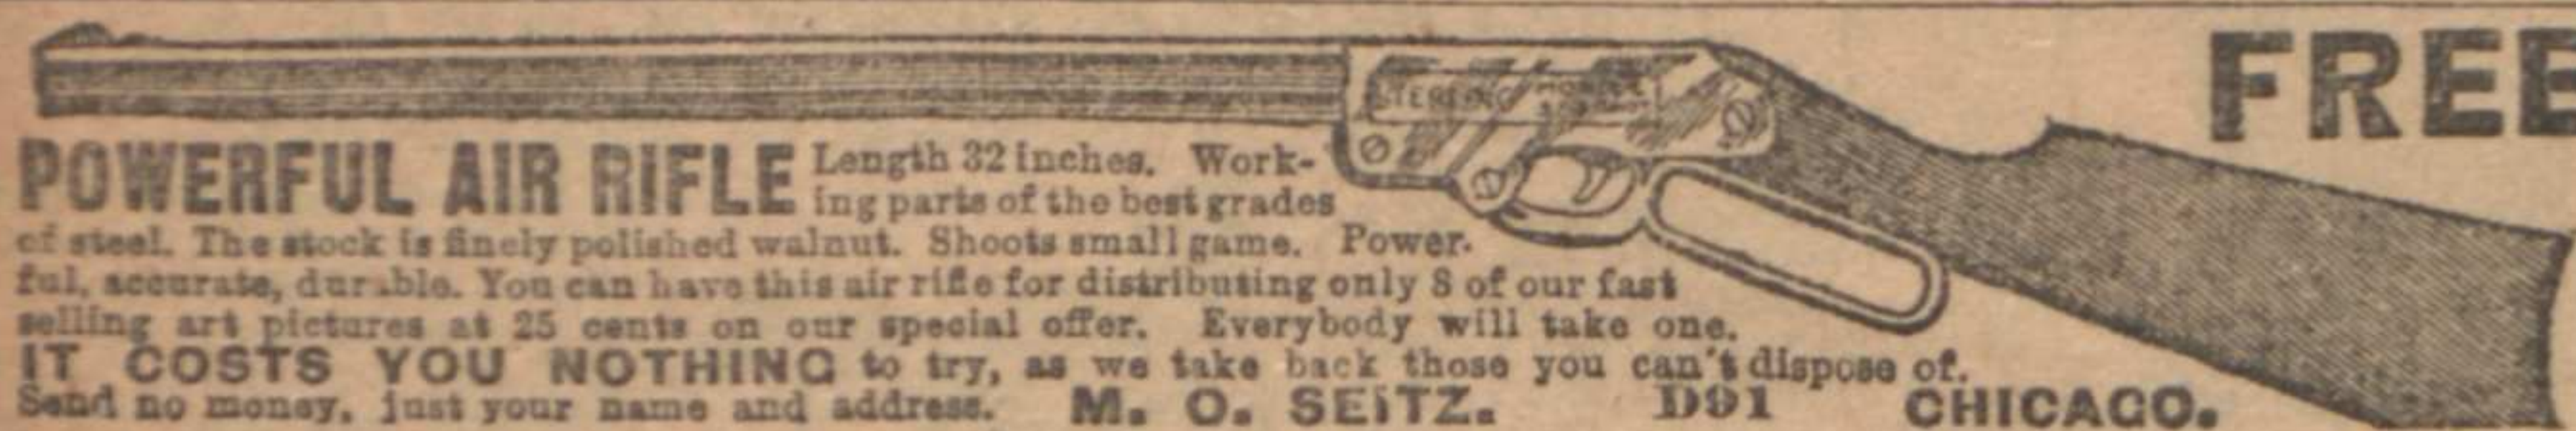 FREE
STERLING
POWERFUL AIR RIFLE Length 32 inches. Work-
ing parts of the best grades
of steel. The stock is finely polished walnut. Shoots small game. Power-
ful, accurate, durable. You can have this air rifle for distributing only 8 of our fast
selling art pictures at 25 cents on our special offer. Everybody will take one.
IT COSTS YOU NOTHING to try, as we take back those you can't dispose of.
Send no money, just your name and address. M. O. SEITZ. D91 CHICAGO.